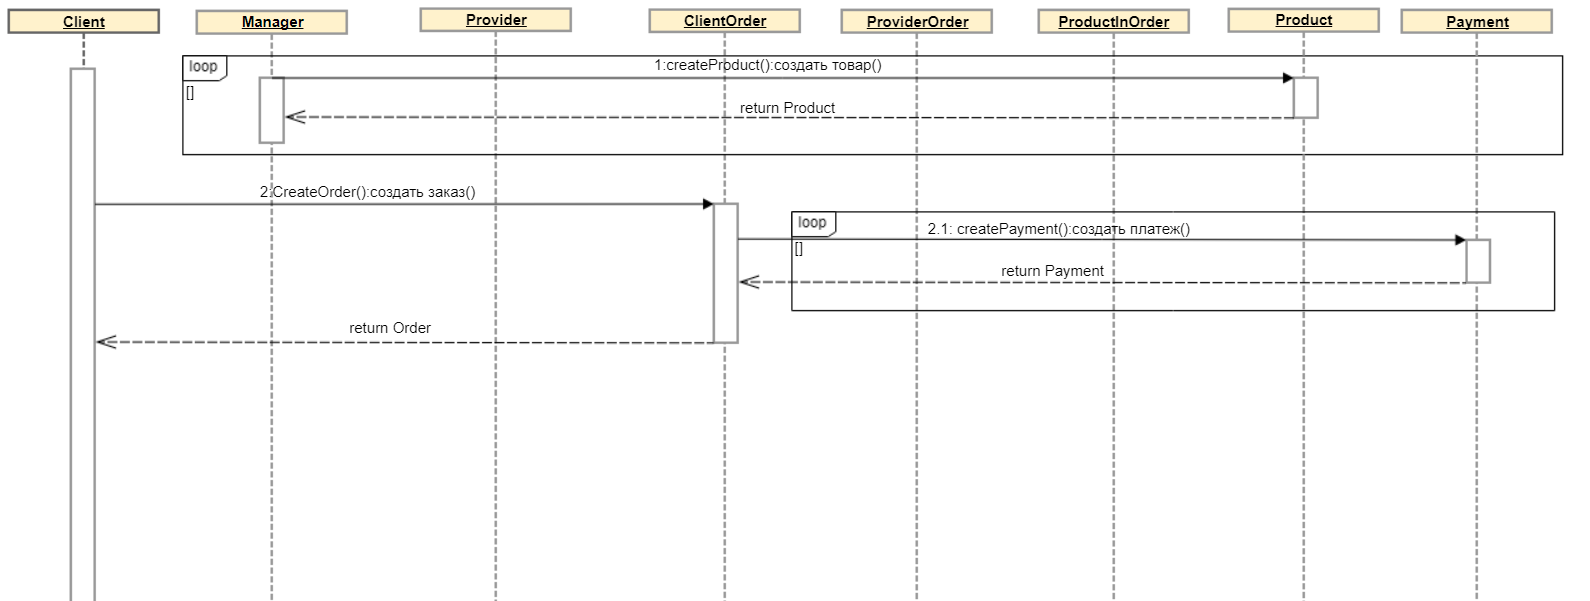 Client
Manager
Provider
ClientOrder
ProviderOrder
ProductInOrder
Product
Payment
loop
[]
1:createProduct():создать товар()
return Product
2:CreateOrder():создать заказ()
loop
[]
2.1: createPayment():создать платеж()
return Payment
return Order